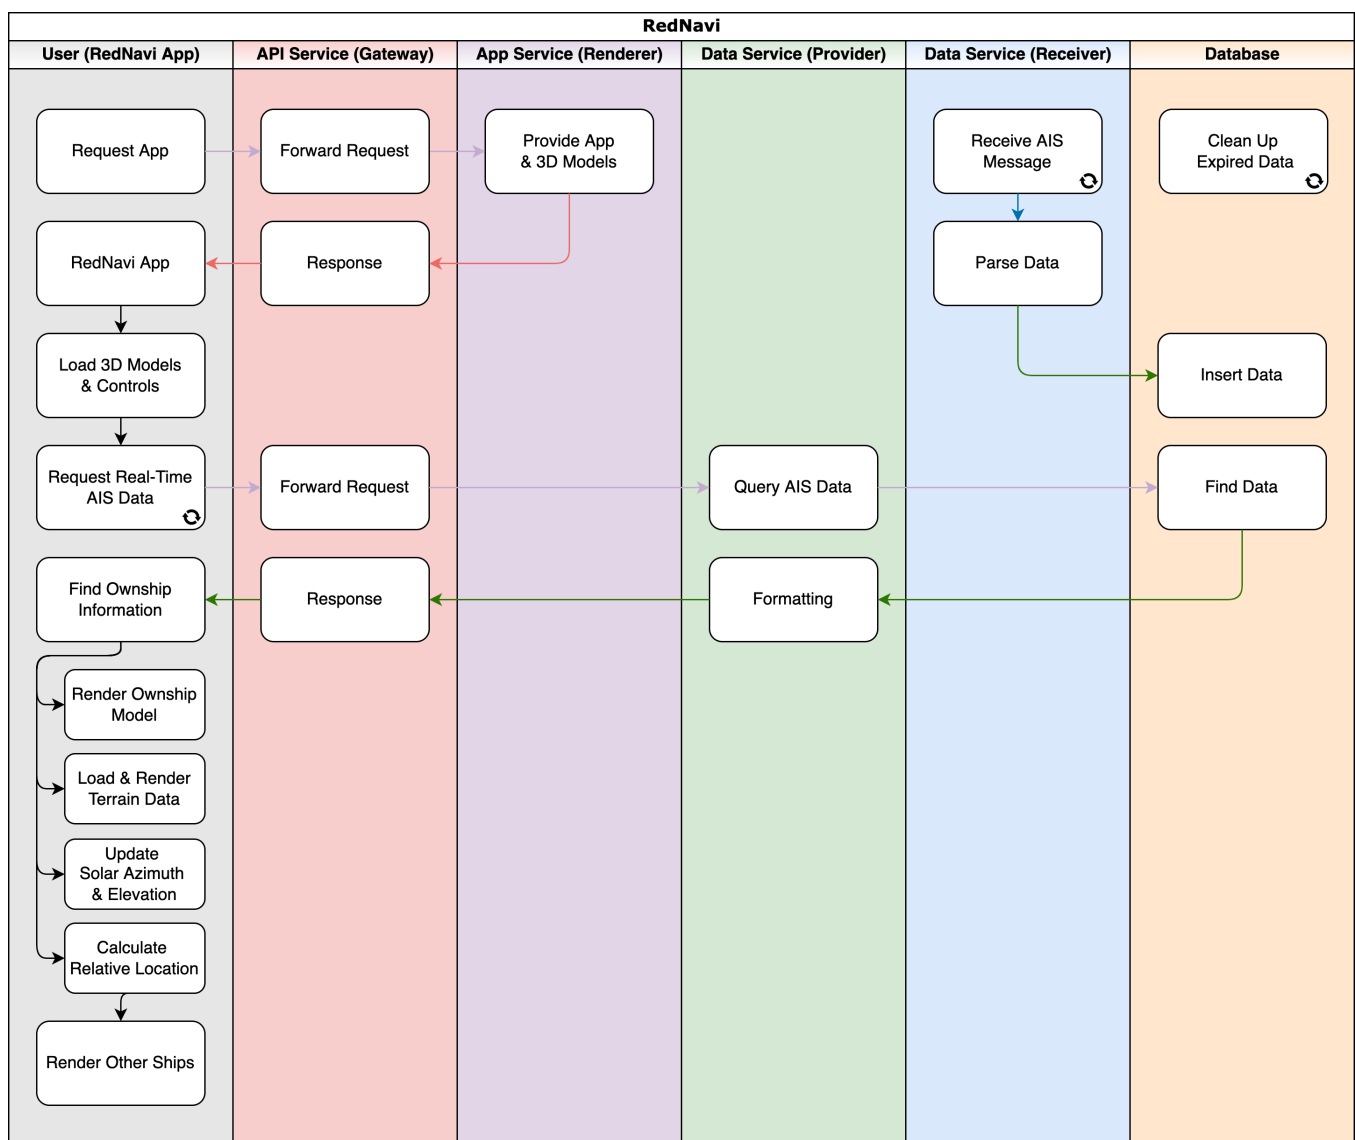 RedNavi
User (RedNavi App)
API Service (Gateway)
App Service (Renderer)
Data Service (Provider)
Data Service (Receiver)
Database
Request App
Forward Request
Provide App
& 3D Models
Receive AIS
Message
Clean Up
Expired Data
RedNavi App
Response
Parse Data
Load 3D Models
& Controls
Insert Data
Request Real-Time
AIS Data
Forward Request
Query AIS Data
Find Data
Find Ownship
Information
Response
Formatting
Render Ownship
Model
Load & Render
Terrain Data
Update
Solar Azimuth
& Elevation
Calculate
Relative Location
Render Other Ships